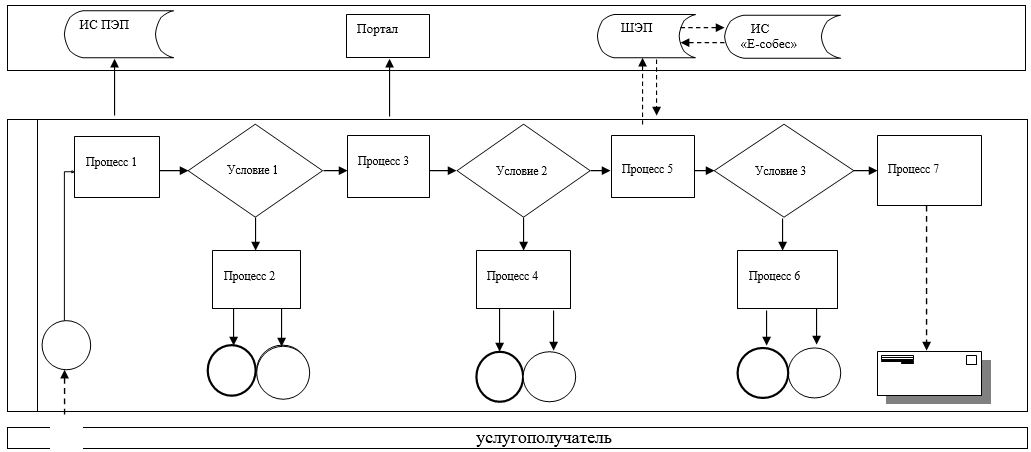 ИС ПЭП
Портал
ШЭП
ИС
«Е-собес»
Процесс 1
Условие 1
Процесс 3
Условие 2
Процесс 5
Условие 3
Процесс 7
Процесс 2
Процесс 4
Процесс 6
услугополучатель